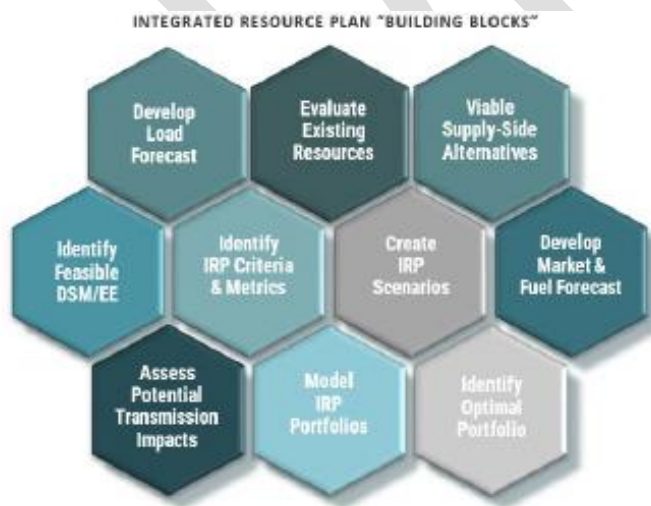 INTEGRATED RESOURCE PLAN "BUILDING BLOCKS"
Develop
Load
Forecast
Evaluate
Existing
Resources
Viable
Supply-Side
Alternatives
Identify
Feasible
DSM/EE
Identify
IRP Criteria
& Metrics
Create
IRP
Scenarios
Develop
Market &
Fuel Forecast
Assess
Potential
Transmission
Impacts
Model
IRP
Portfolios
Identify
Optimal
Portfolio